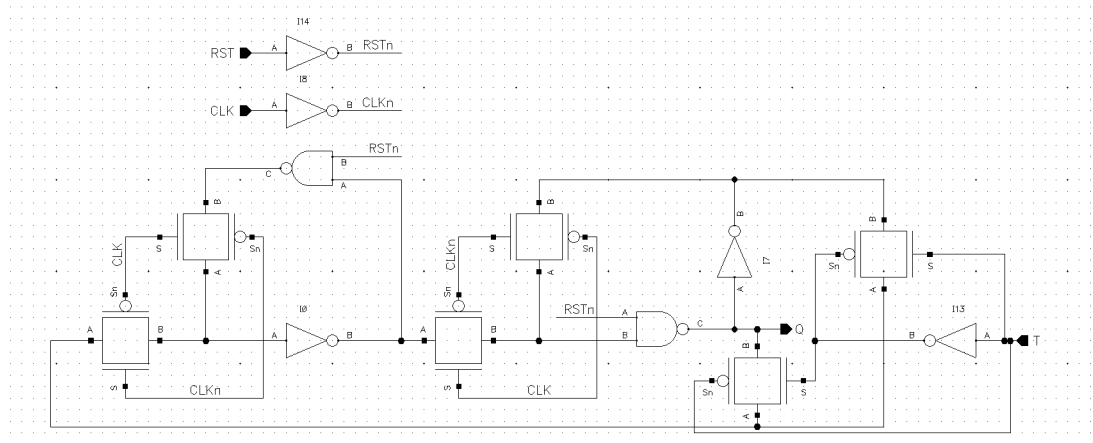 I14
RST A B RSTn
I8
CLK A B CLKn
RSTn
B
C A
B B B
CLK S Sn CLKn S Sn Sn S
A A B I7 A
A
Sn Sn RSTn A I13
A B I0 A B A B B C Q B A T
B
S CLKn S CLK Sn S
A